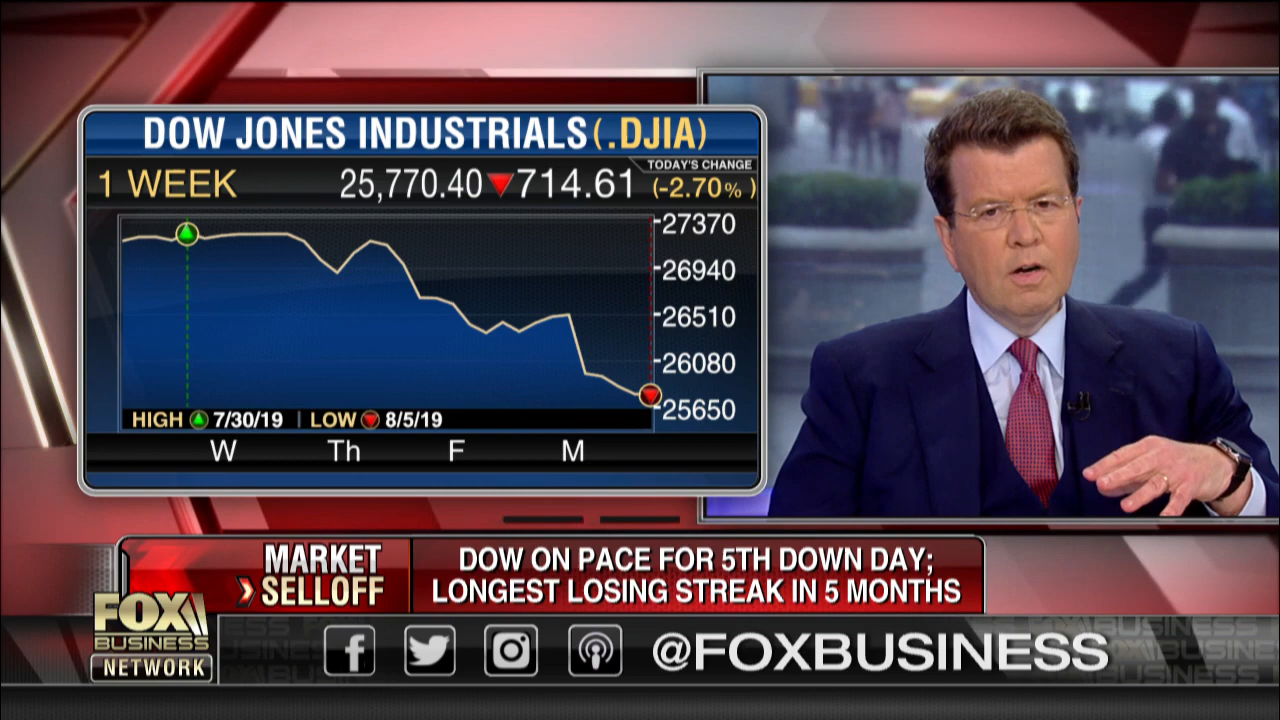 DOW JONES INDUSTRIALS (.DJIA)
TODAY'S CHANGE
1 WEEK 25,770.40 714.61 (-2.70%)
27370
26940
26510
26080
25650
HIGH 7/30/19 | LOW 8/5/19
W Th F M
MARKET
SELLOFF
DOW ON PACE FOR 5TH DOWN DAY;
LONGEST LOSING STREAK IN 5 MONTHS
FOX
BUSINESS
NETWORK
@FOXBUSINESS